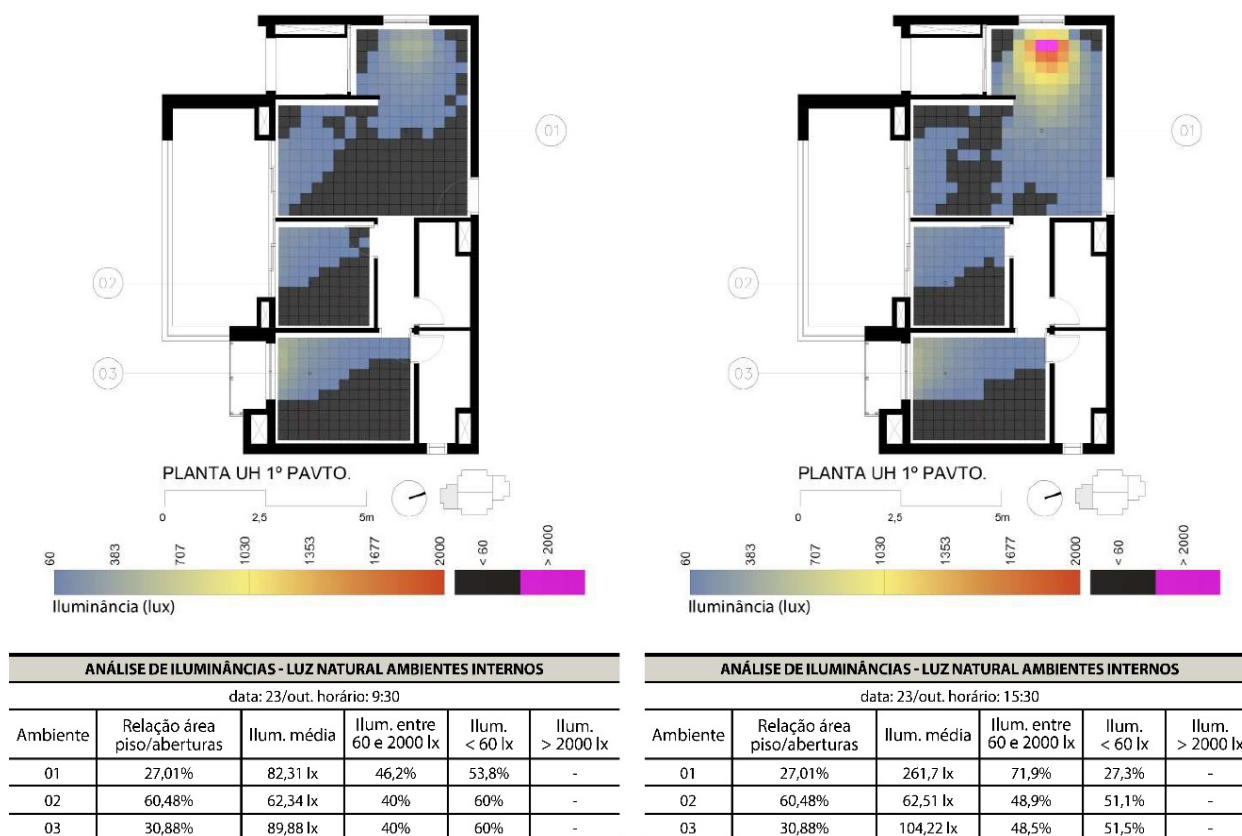 01
02
03
PLANTA UH 1º PAVTO.
0 2,5 5m
60 383 707 1030 1353 1677 2000 < 60 > 2000
Iluminância (lux)
ANÁLISE DE ILUMINÂNCIAS - LUZ NATURAL AMBIENTES INTERNOS
data: 23/out. horário: 9:30
Ambiente Relação área piso/aberturas Ilum. média Ilum. entre 60 e 2000 lx Ilum. < 60 lx Ilum. > 2000 lx
01 27,01% 82,31 lx 46,2% 53,8% -
02 60,48% 62,34 lx 40% 60% -
03 30,88% 89,88 lx 40% 60% -
01
02
03
PLANTA UH 1º PAVTO.
0 2,5 5m
60 383 707 1030 1353 1677 2000 < 60 > 2000
Iluminância (lux)
ANÁLISE DE ILUMINÂNCIAS - LUZ NATURAL AMBIENTES INTERNOS
data: 23/out. horário: 15:30
Ambiente Relação área piso/aberturas Ilum. média Ilum. entre 60 e 2000 lx Ilum. < 60 lx Ilum. > 2000 lx
01 27,01% 261,7 lx 71,9% 27,3% -
02 60,48% 62,51 lx 48,9% 51,1% -
03 30,88% 104,22 lx 48,5% 51,5% -